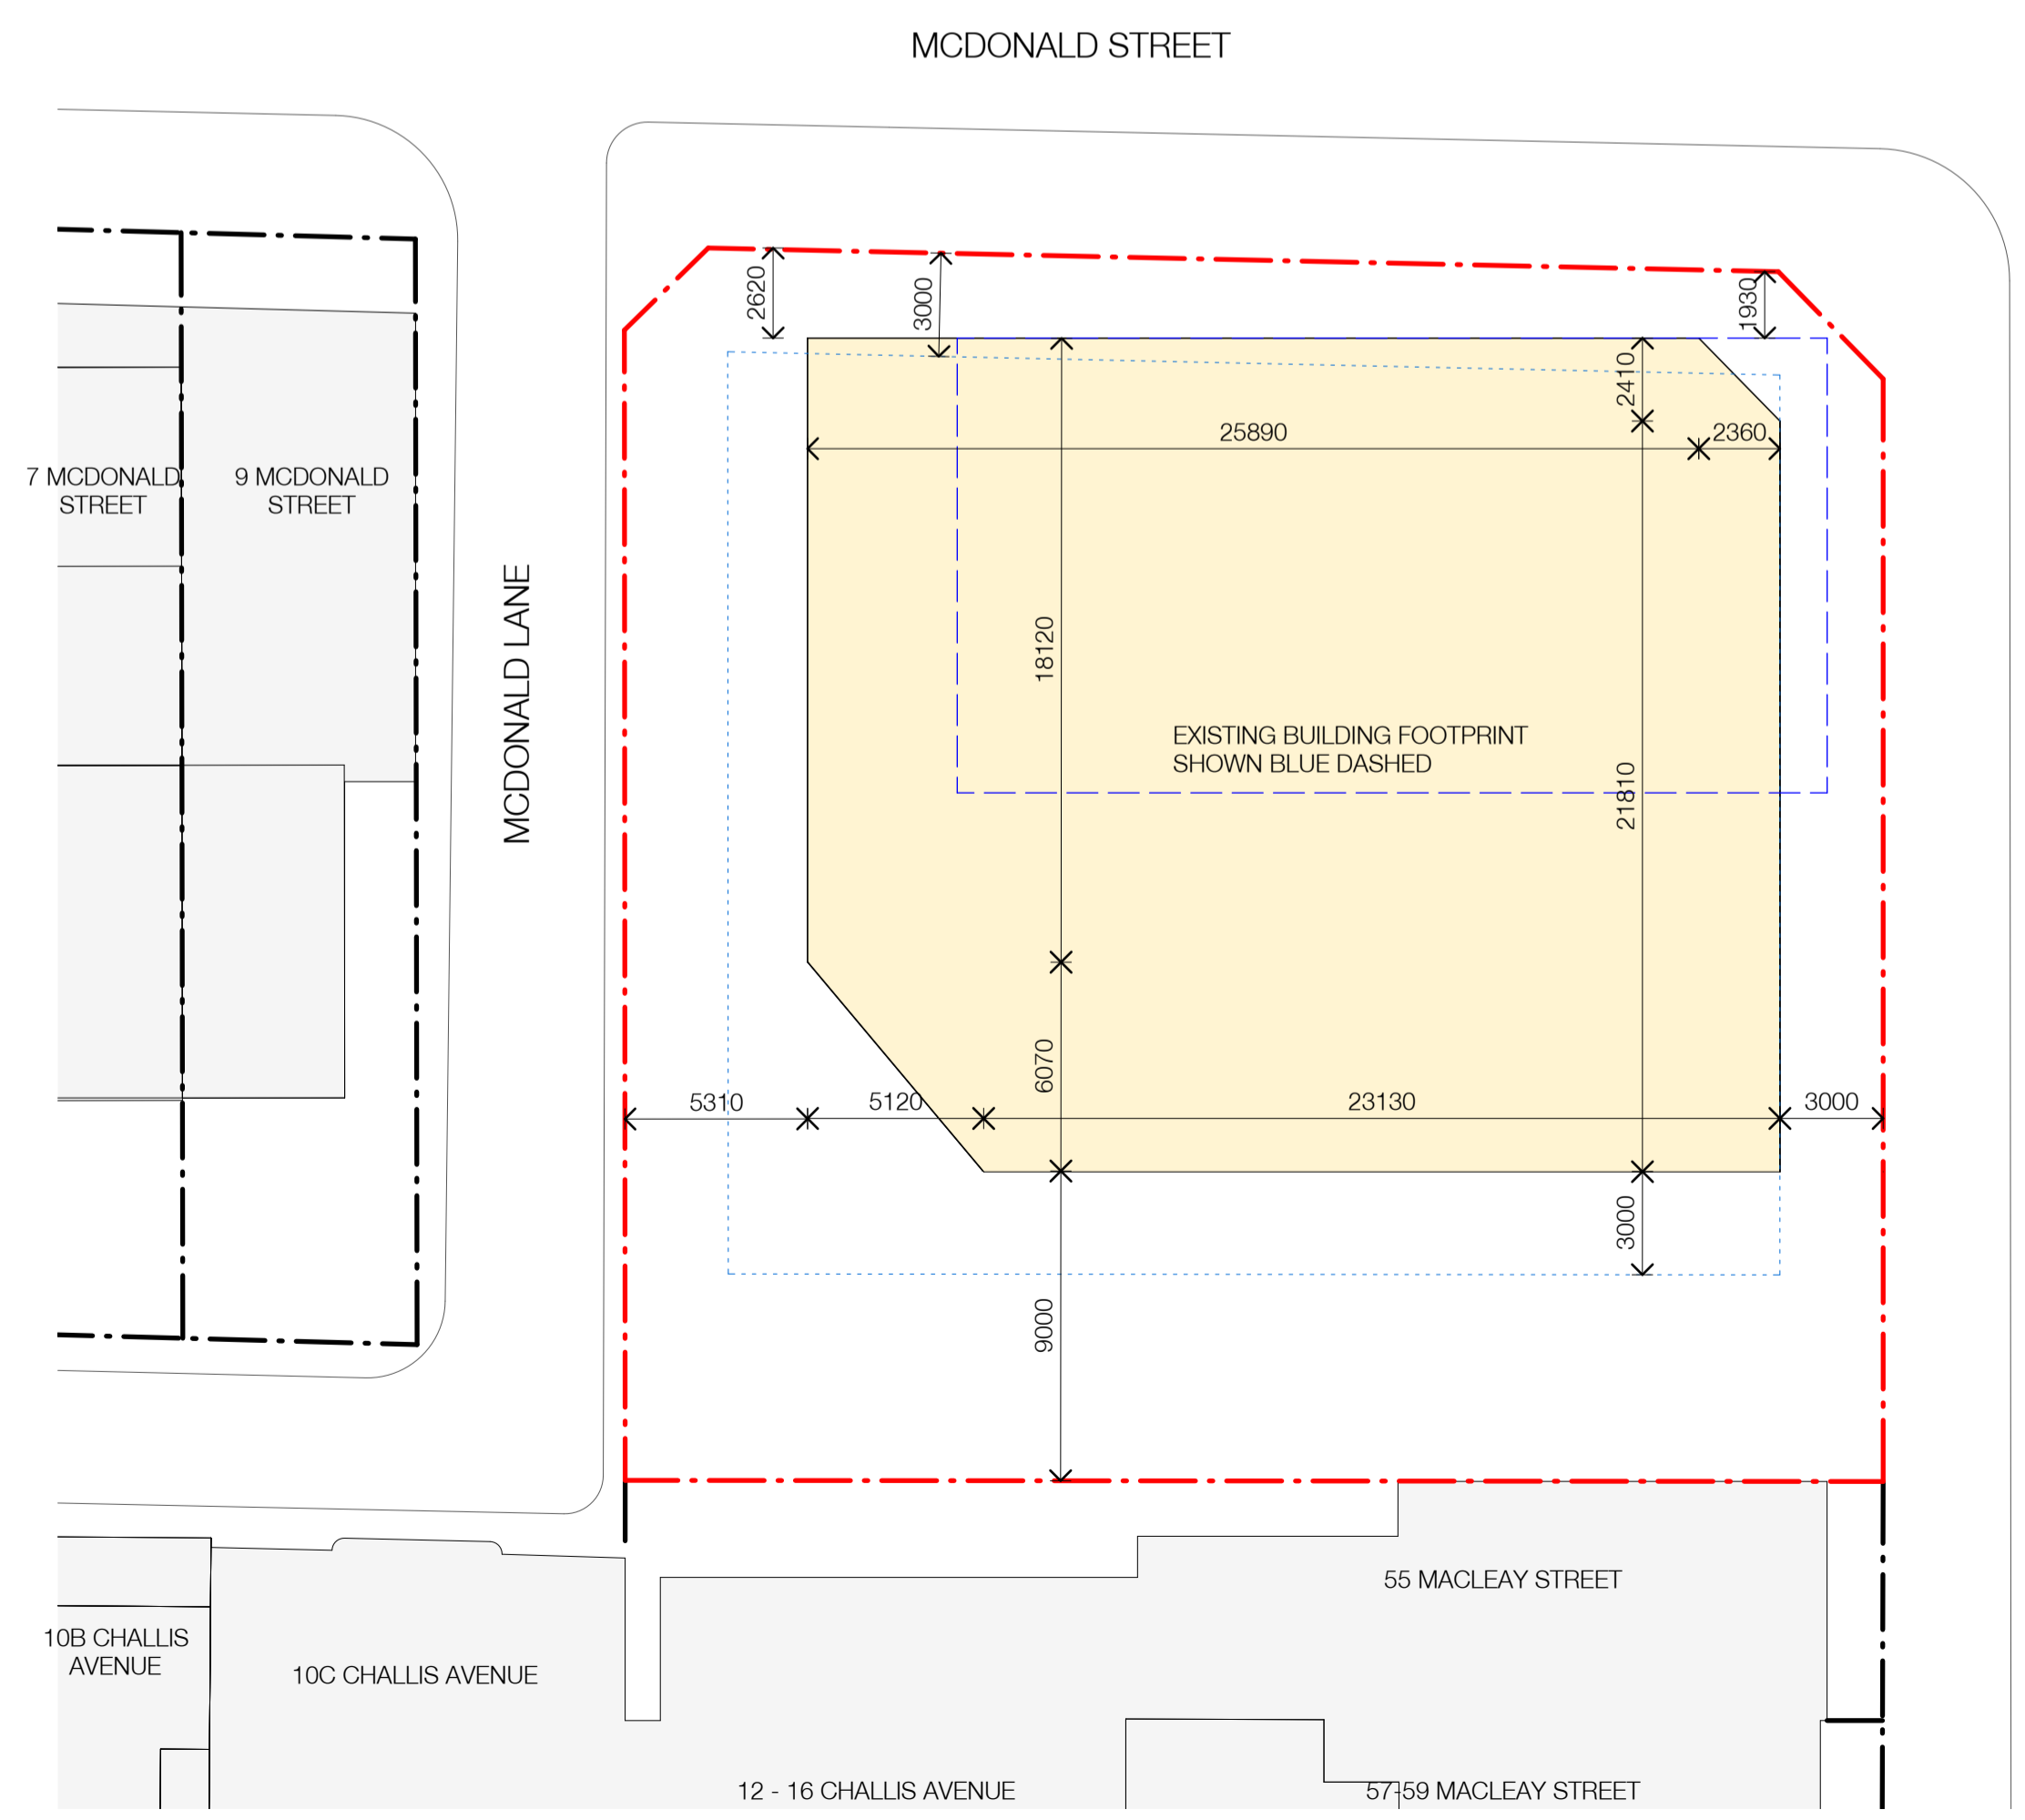 MCDONALD STREET
2620
3000
1930
2410
25890
2360
7 MCDONALD
STREET
9 MCDONALD
STREET
MCDONALD LANE
18120
EXISTING BUILDING FOOTPRINT
SHOWN BLUE DASHED
21810
6070
5310
5120
23130
3000
3000
9000
55 MACLEAY STREET
10B CHALLIS
AVENUE
10C CHALLIS AVENUE
12 - 16 CHALLIS AVENUE
57-59 MACLEAY STREET